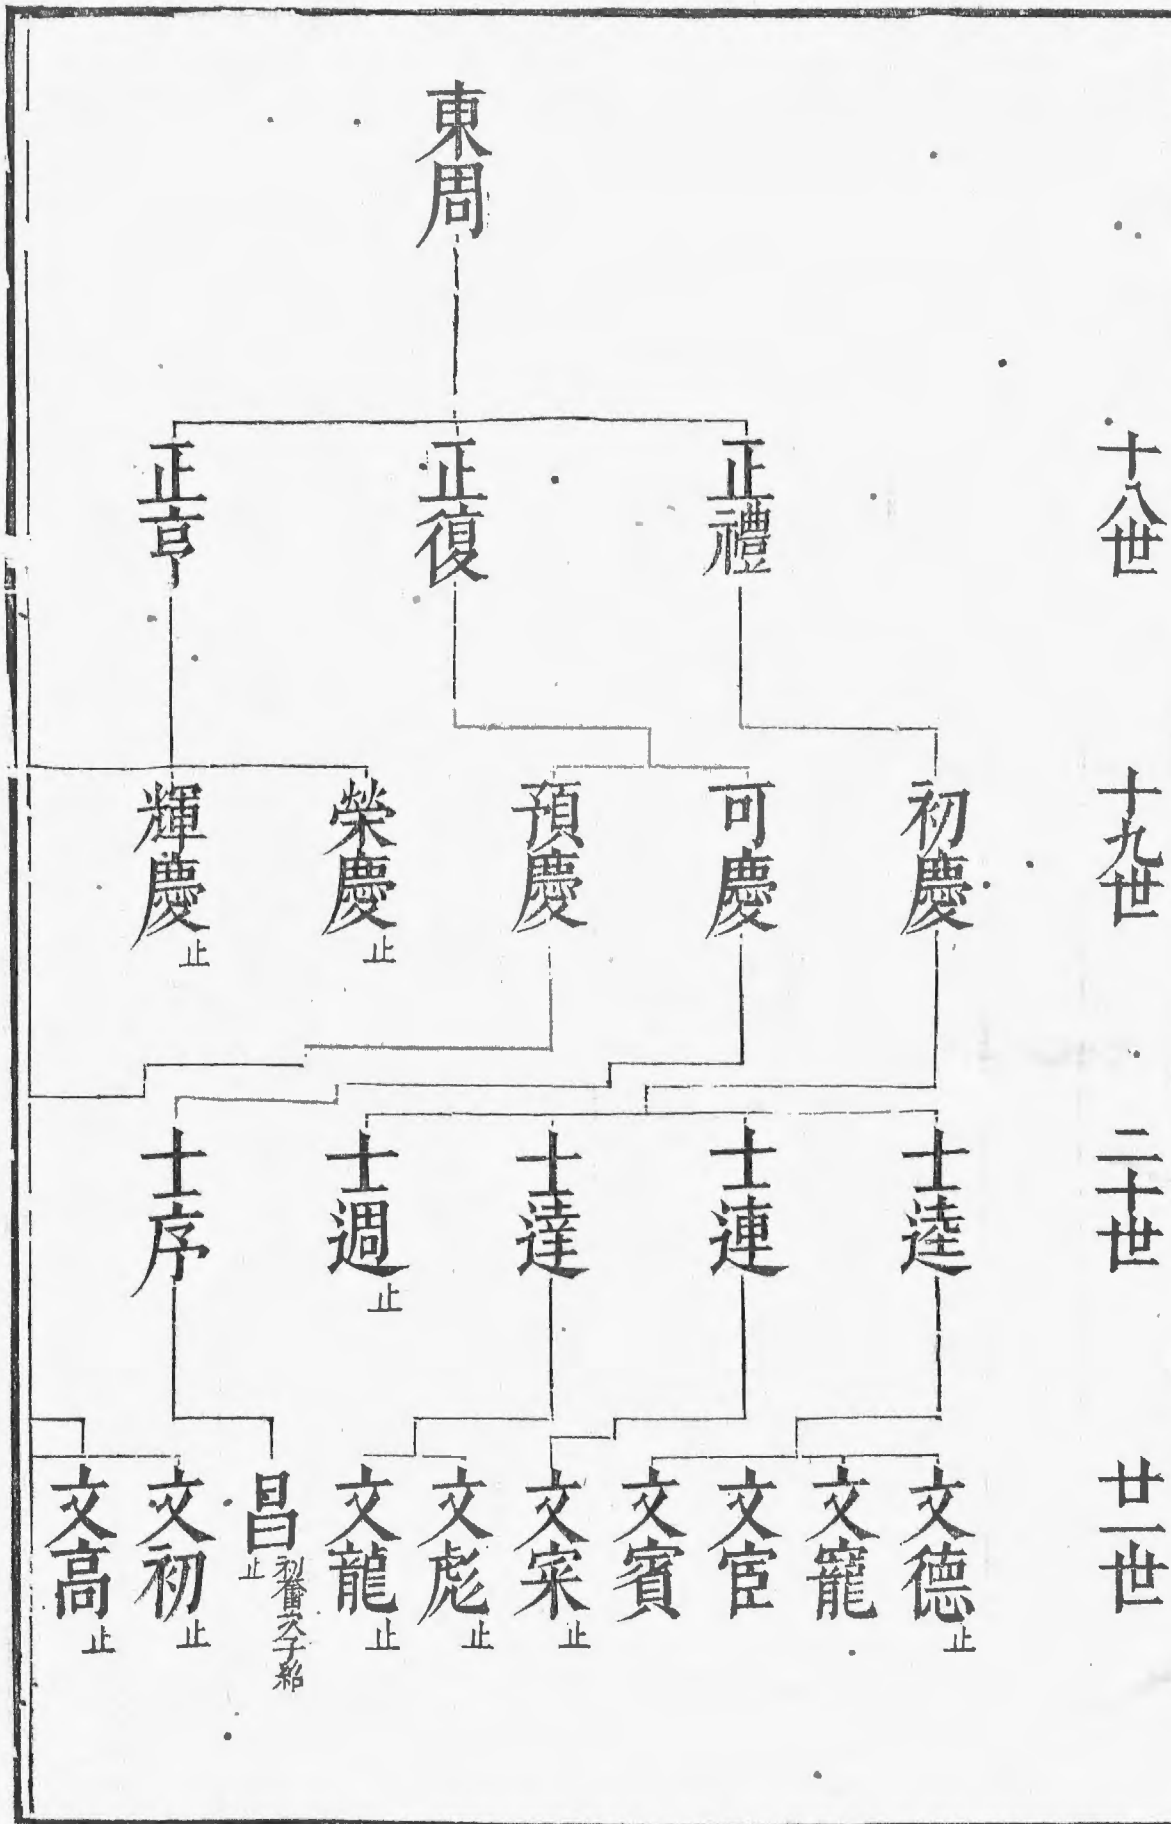 東周
十八世
正禮
正復
正亨
十九世
初慶
可慶
預慶
榮慶止
輝慶止
二十世
士逵
士連
士達
士週止
士序
廿一世
文德止
文寵
文宦
文賓
文寀止
文彪止
文龍止
昌
次子
止
文初止
文高止